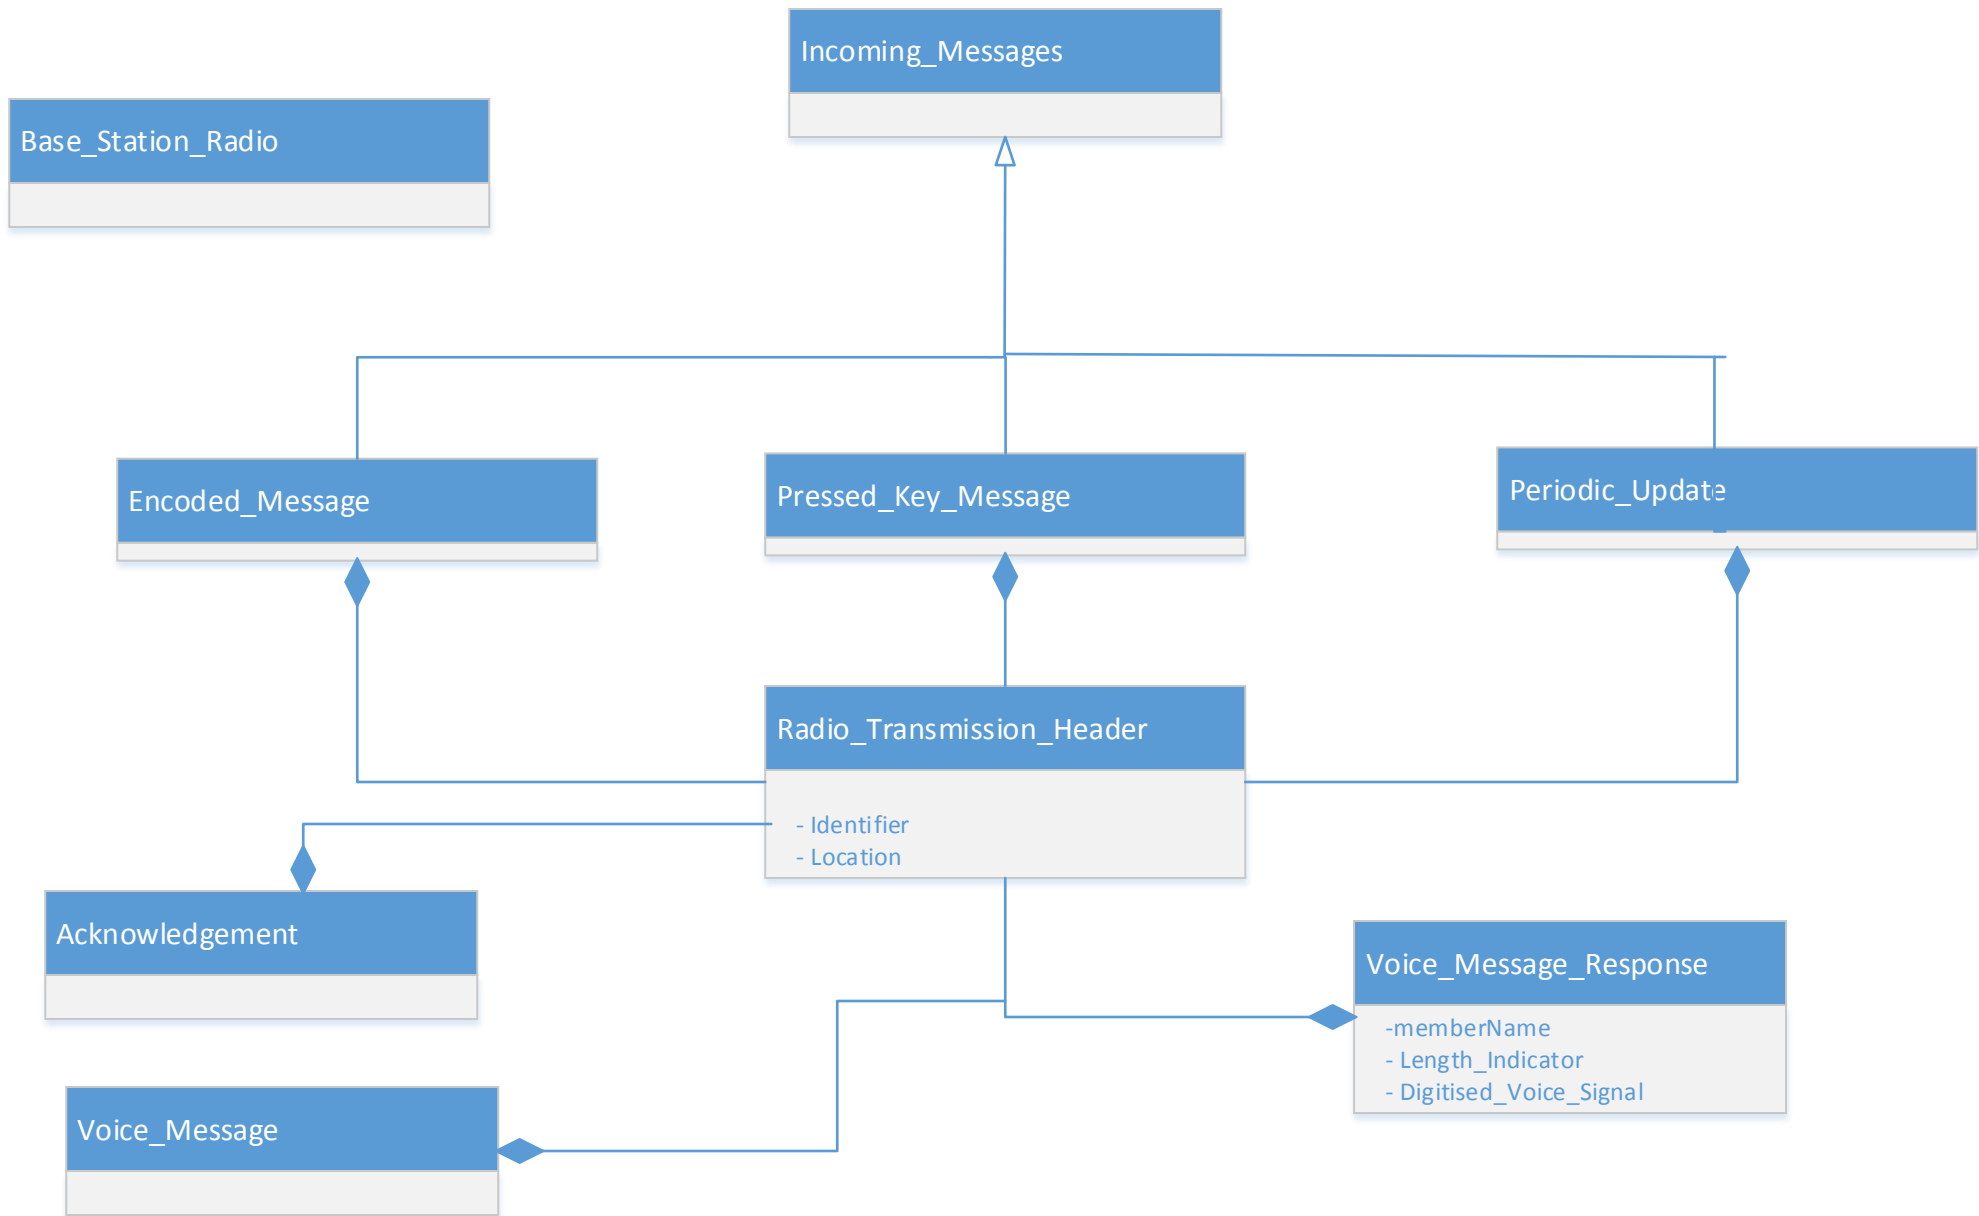 Incoming_Messages
Base_Station_Radio
Encoded_Message
Pressed_Key_Message
Periodic_Update
Radio_Transmission_Header
- Identifier
- Location
Acknowledgement
Voice_Message_Response
-memberName
- Length_Indicator
- Digitised_Voice_Signal
Voice_Message